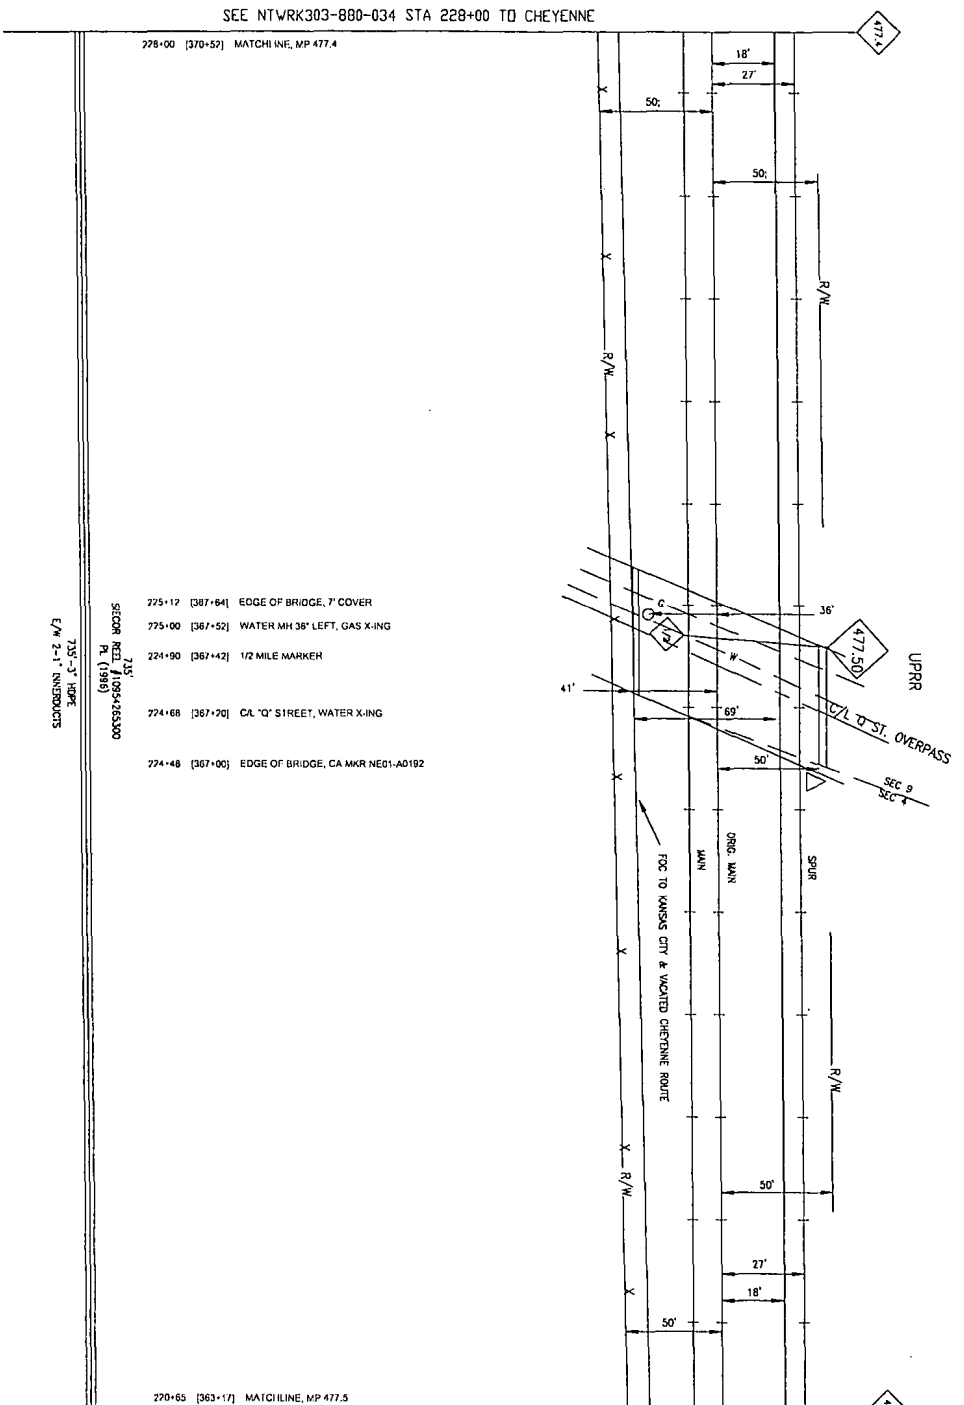 SEE NTWRK303-880-034 STA 228+00 TO CHEYENNE
477.4
228+00 [370+52] MATCHLINE, MP 477.4
18'
27'
50;
50;
R/W
R/W
225+12 [367+64] EDGE OF BRIDGE, 7' COVER
225+00 [367+52] WATER MH 36" LEFT, GAS X-ING
224+90 [367+42] 1/2 MILE MARKER
224+68 [367+20] C/L "Q" STREET, WATER X-ING
224+48 [367+00] EDGE OF BRIDGE, CA MKR NE01-A0192
G
36'
1/2
477.50
UPRR
W
41'
69'
C/L Q ST. OVERPASS
50'
SEC 9
SEC 4
735'
SECOR REEL #10954265300
PL (1996)
735'-3" HDPE
E/W 2-1" INNERDUCTS
MAIN
ORIG. MAIN
SPUR
FOC TO KANSAS CITY & VACATED CHEYENNE ROUTE
R/W
R/W
50'
27'
18'
50'
220+65 [363+17] MATCHLINE, MP 477.5